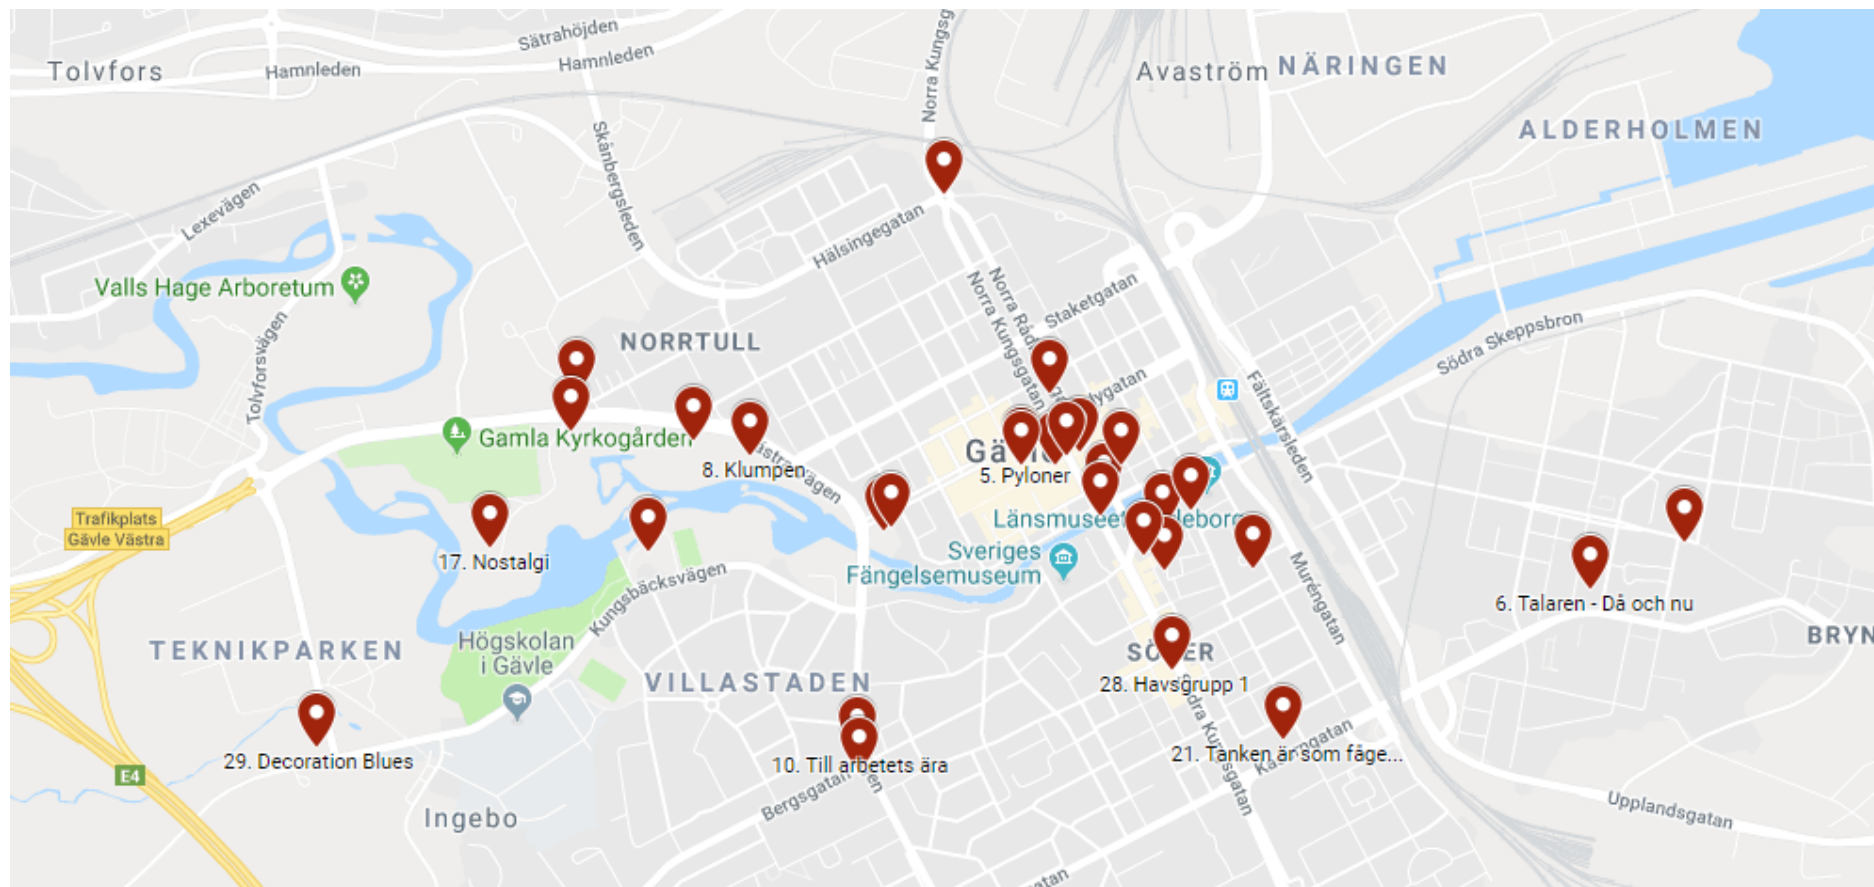 Sätrahöjden
Hamnleden
Hamnleden
Tolvfors
Norra Kungsg
Avaström
NÄRINGEN
ALDERHOLMEN
Skånbergsleden
Lexevägen
Hälsingegatan
Valls Hage Arboretum
Tolvforsvägen
NORRTULL
Norra Kungsgatan
Staketgatan
Södra Skeppsbron
Fältskärsleden
Gamla Kyrkogården
8. Klumpen
5. Pyloner
Trafikplats
Gävle Västra
17. Nostalgi
Länsmuseet
Sveriges
Fängelsemuseum
Kungsbäcksvägen
Murengatan
6. Talaren - Då och nu
TEKNIKPARKEN
Högskolan
i Gävle
VILLASTADEN
28. Havsgrupp 1
29. Decoration Blues
10. Till arbetets ära
21. Tanken är som fåge...
E4
Bergsgatan
Ingebo
Upplandsgatan